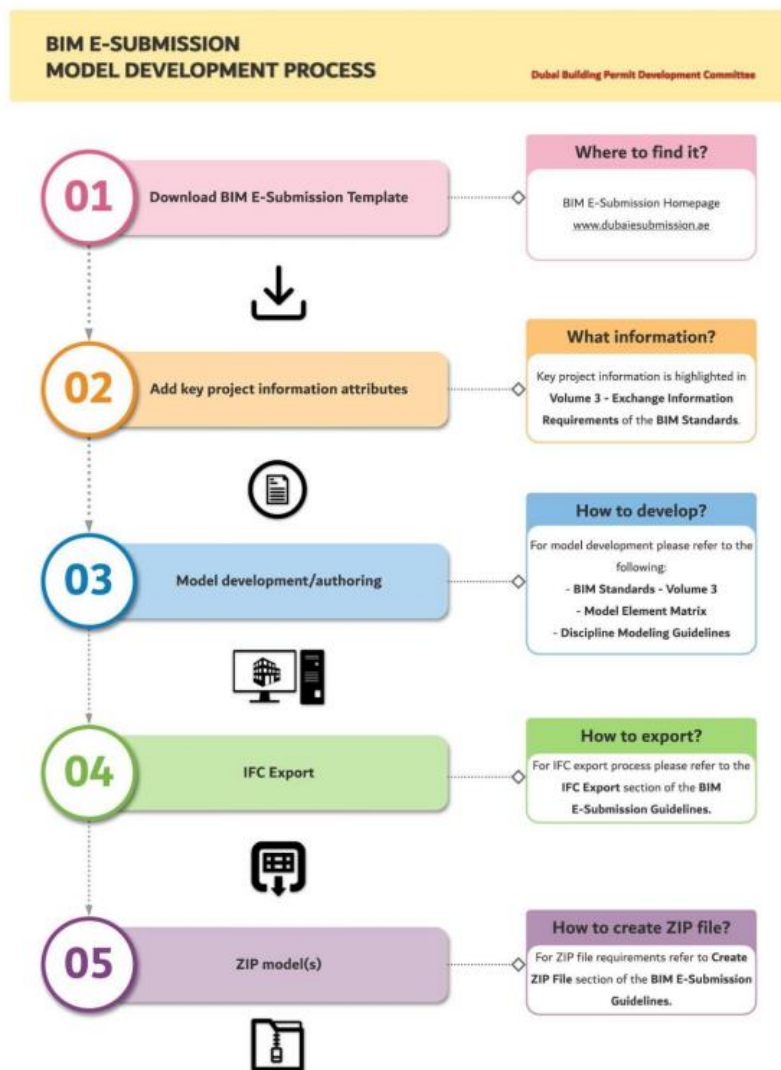 BIM E-SUBMISSION
MODEL DEVELOPMENT PROCESS
Dubai Building Permit Development Committee
01
Download BIM E-Submission Template
Where to find it?
BIM E-Submission Homepage
www.dubaiesubmission.ae
02
Add key project information attributes
What information?
Key project information is highlighted in
Volume 3 - Exchange Information
Requirements of the BIM Standards.
03
Model development/authoring
How to develop?
For model development please refer to the
following:
- BIM Standards - Volume 3
- Model Element Matrix
- Discipline Modeling Guidelines
04
IFC Export
How to export?
For IFC export process please refer to the
IFC Export section of the BIM
E-Submission Guidelines.
05
ZIP model(s)
How to create ZIP file?
For ZIP file requirements refer to Create
ZIP File section of the BIM E-Submission
Guidelines.